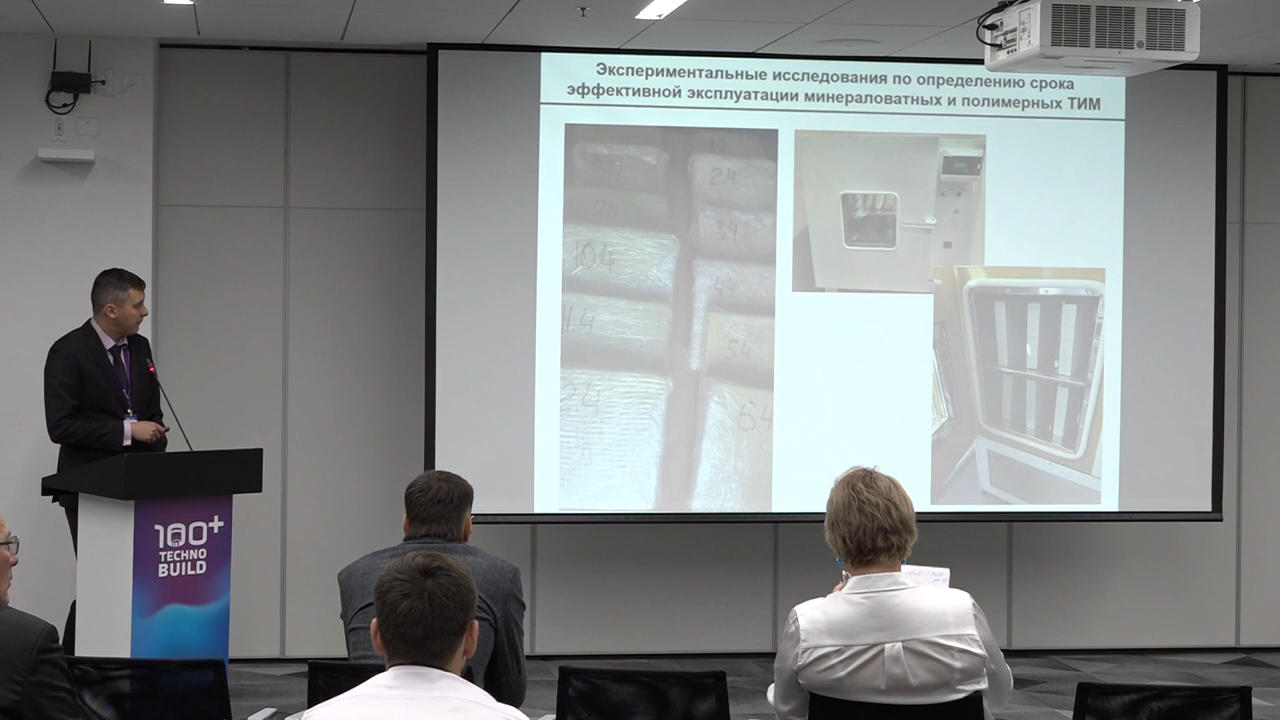 Экспериментальные исследования по определению срока
эффективной эксплуатации минераловатных и полимерных ТИМ
24
34
104
44
14
54
24
64
100+
TECHNO
BUILD